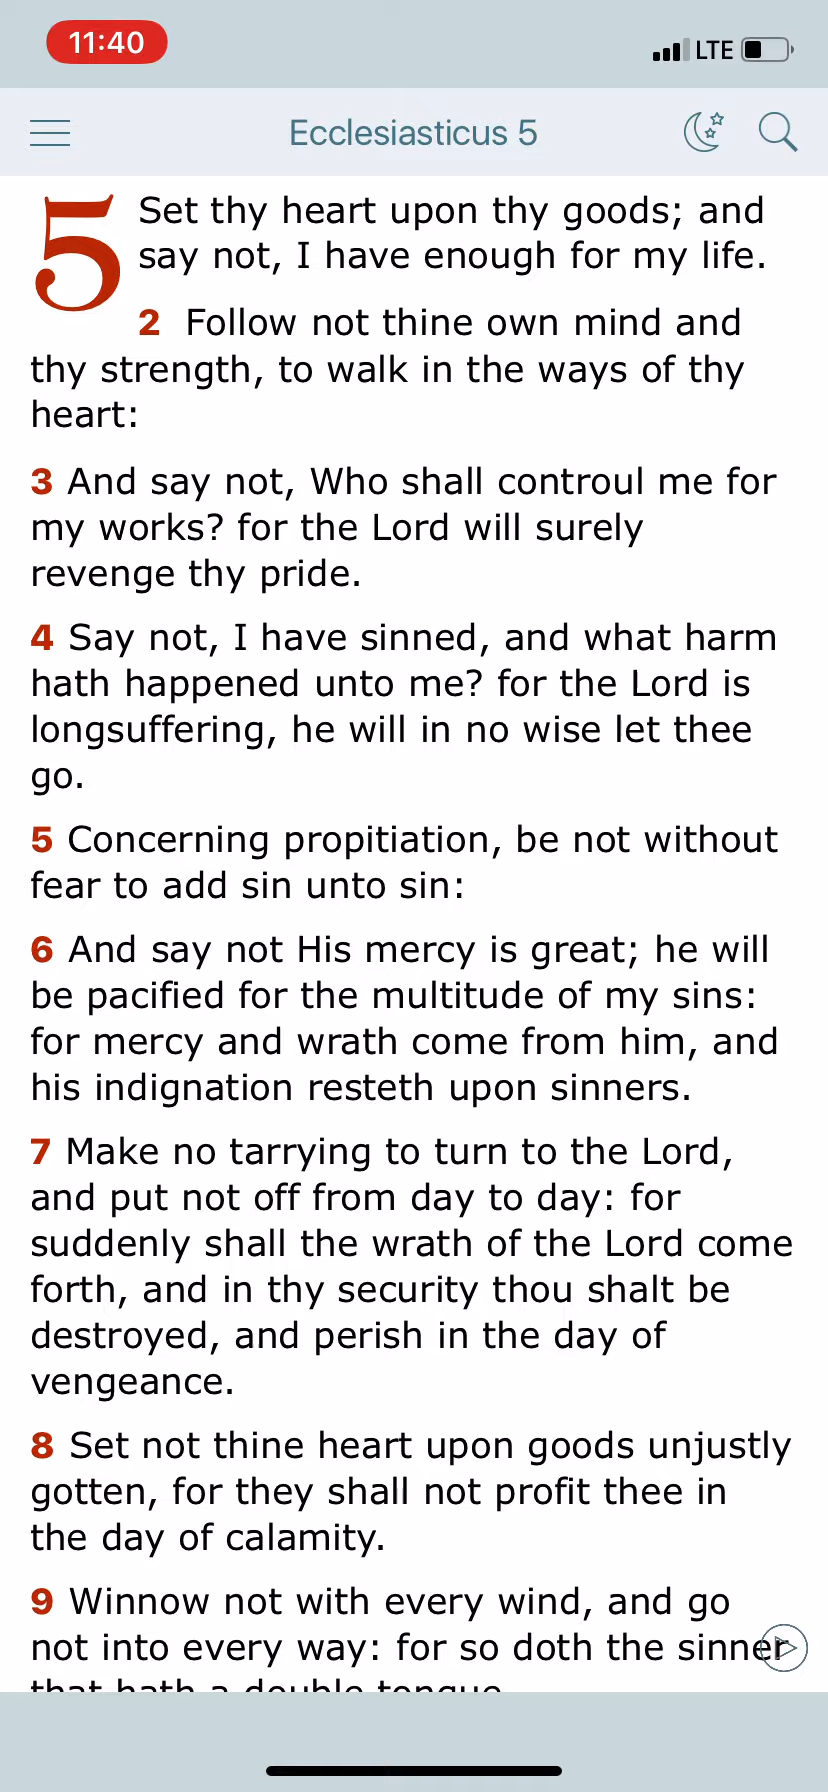 11:40
LTE
Ecclesiasticus 5
5 Set thy heart upon thy goods; and
say not, I have enough for my life.
2 Follow not thine own mind and
thy strength, to walk in the ways of thy
heart:
3 And say not, Who shall controul me for
my works? for the Lord will surely
revenge thy pride.
4 Say not, I have sinned, and what harm
hath happened unto me? for the Lord is
longsuffering, he will in no wise let thee
go.
5 Concerning propitiation, be not without
fear to add sin unto sin:
6 And say not His mercy is great; he will
be pacified for the multitude of my sins:
for mercy and wrath come from him, and
his indignation resteth upon sinners.
7 Make no tarrying to turn to the Lord,
and put not off from day to day: for
suddenly shall the wrath of the Lord come
forth, and in thy security thou shalt be
destroyed, and perish in the day of
vengeance.
8 Set not thine heart upon goods unjustly
gotten, for they shall not profit thee in
the day of calamity.
9 Winnow not with every wind, and go
not into every way: for so doth the sinner
that hath a double tongue